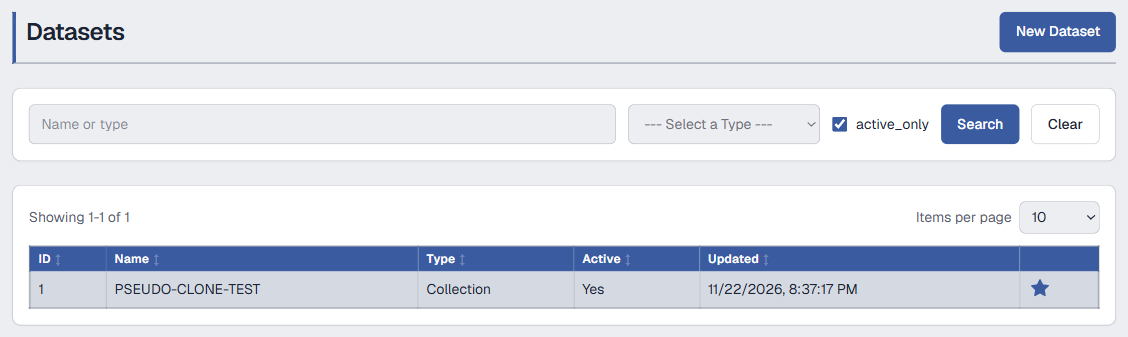 Datasets
New Dataset
Name or type
--- Select a Type ---
active_only
Search
Clear
Showing 1-1 of 1
Items per page
10
ID Name Type Active Updated
1 PSEUDO-CLONE-TEST Collection Yes 11/22/2026, 8:37:17 PM